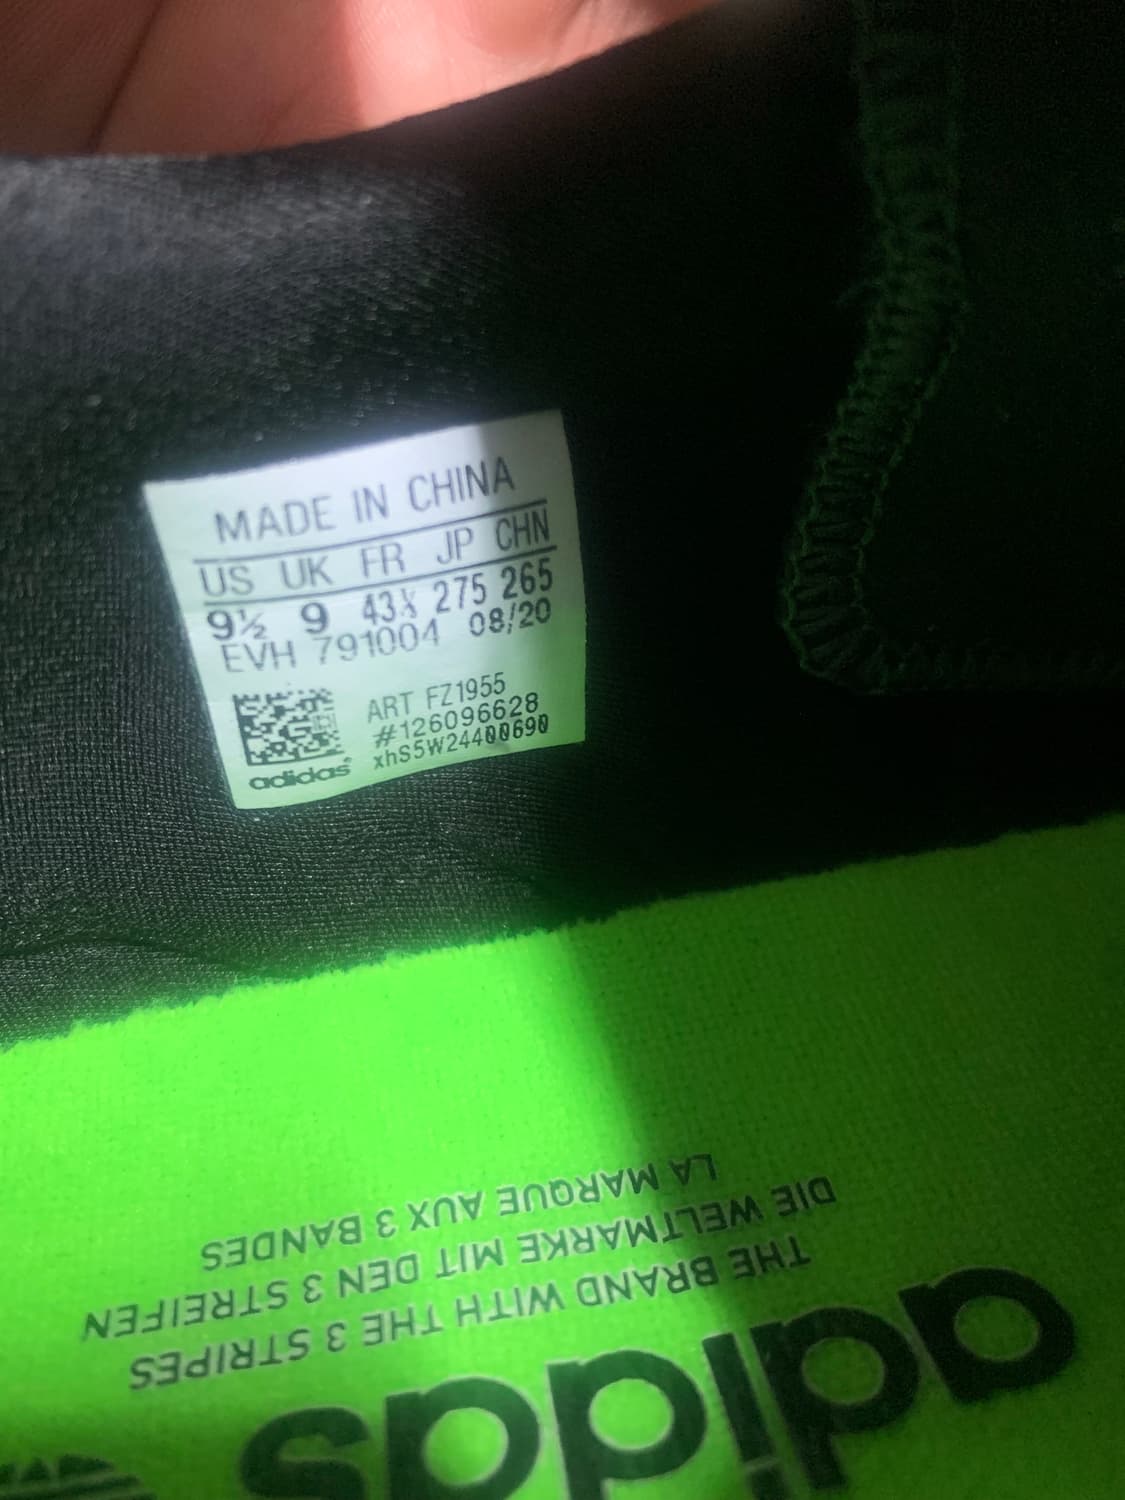 MADE IN CHINA
US UK FR JP CHN
9½ 9 43⅓ 275 265
EVH 791004 08/20
ART FZ1955
#126096628
xhS5W24400690
adidas®
adidas
THE BRAND WITH THE 3 STRIPES
DIE WELTMARKE MIT DEN 3 STREIFEN
LA MARQUE AUX 3 BANDES